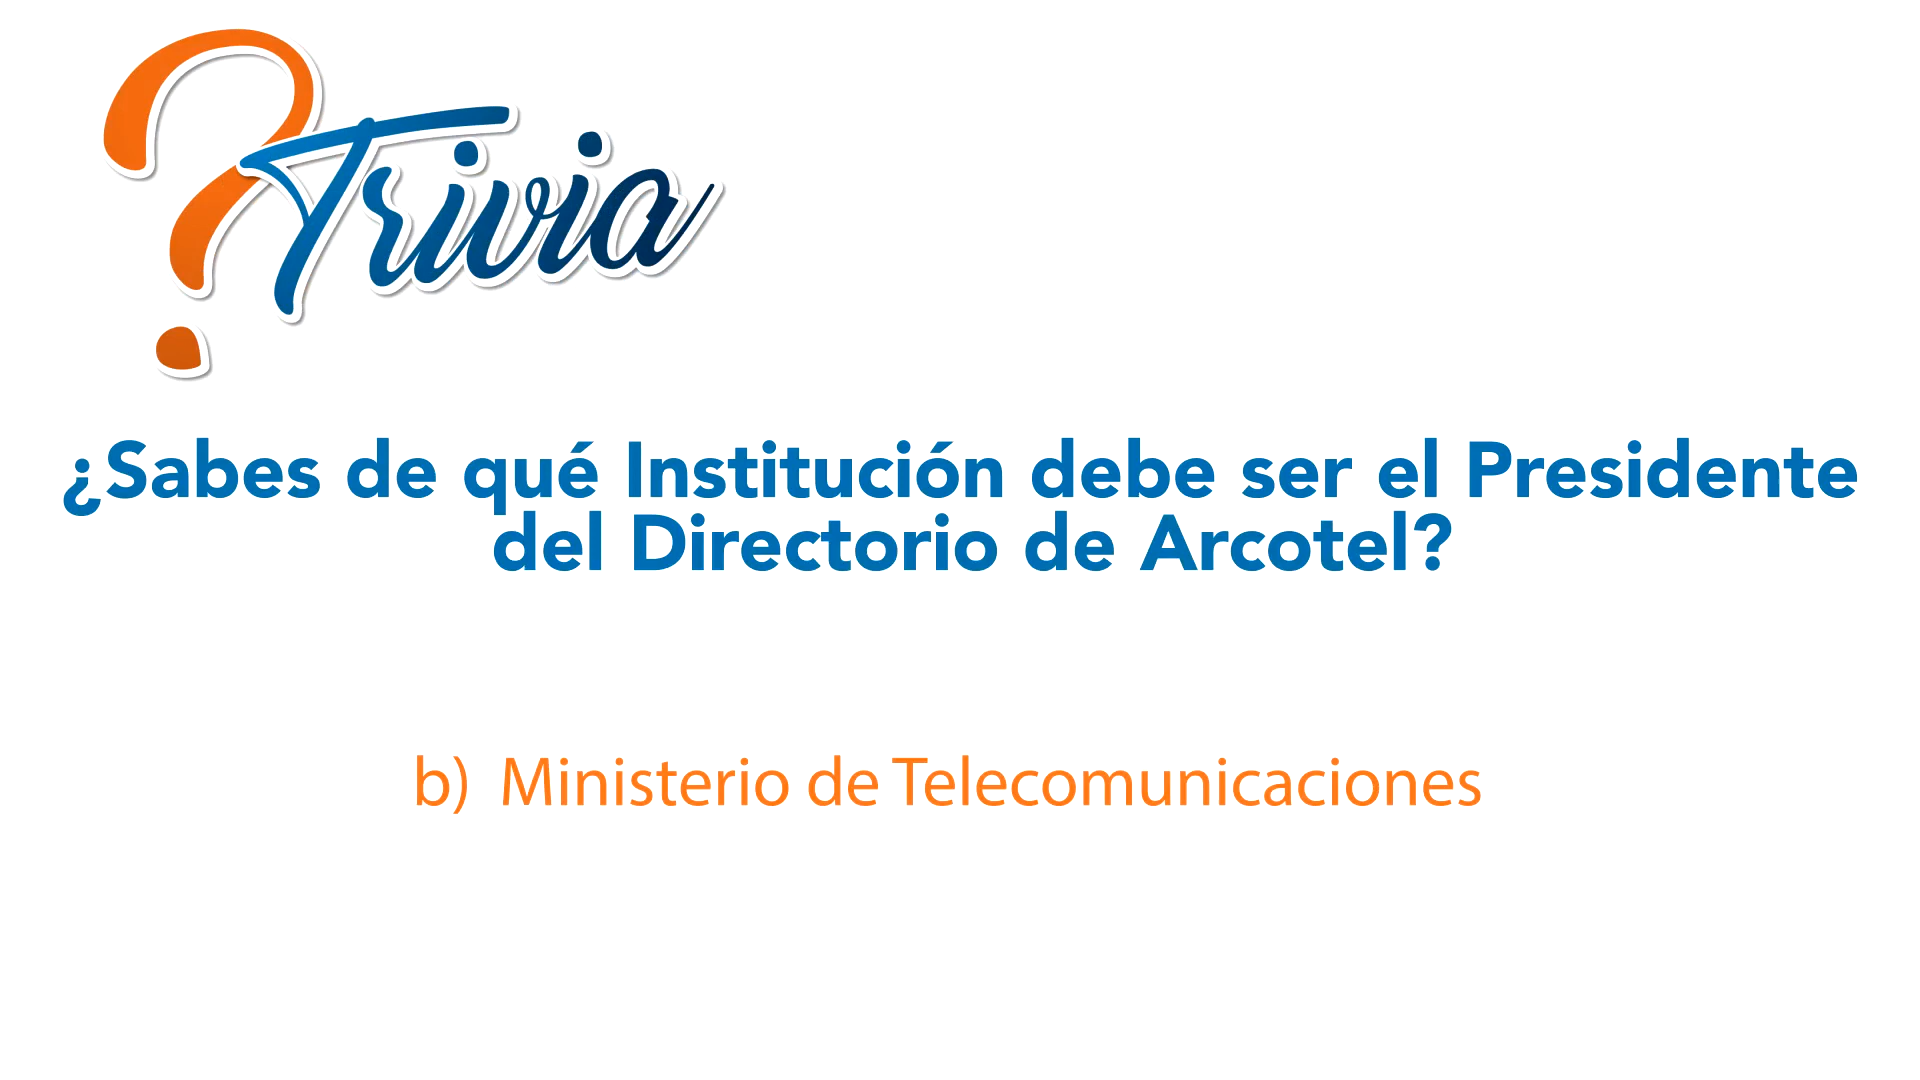 Trivia
¿Sabes de qué Institución debe ser el Presidente
del Directorio de Arcotel?
b) Ministerio de Telecomunicaciones